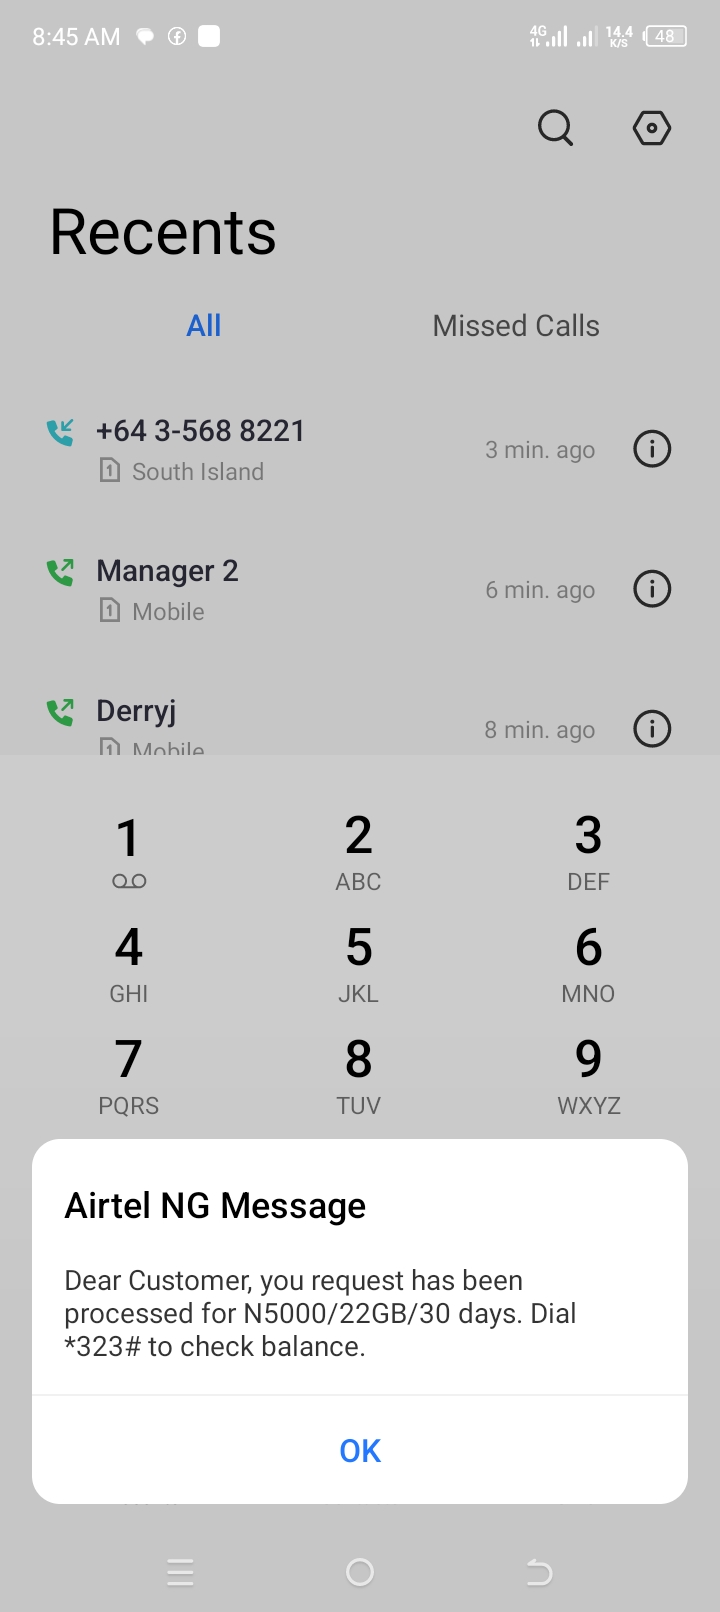 8:45 AM
4G
14.4
K/S
48
Recents
All
Missed Calls
+64 3-568 8221
1 South Island
3 min. ago
Manager 2
1 Mobile
6 min. ago
Derryj
1 Mobile
8 min. ago
1 2 3
ABC DEF
4 5 6
GHI JKL MNO
7 8 9
PQRS TUV WXYZ
Airtel NG Message
Dear Customer, you request has been
processed for N5000/22GB/30 days. Dial
*323# to check balance.
OK